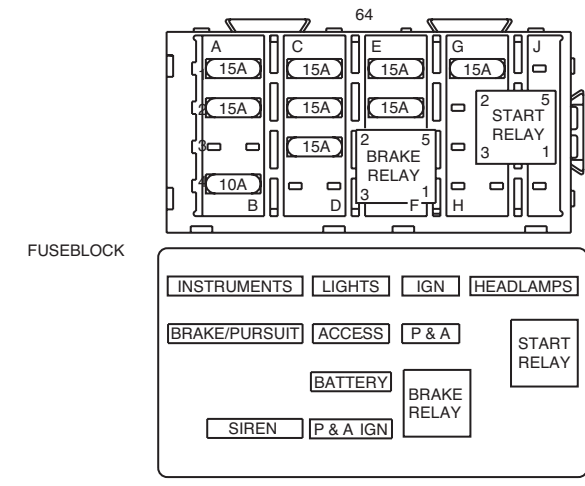 64
A C E G J
1 15A 15A 15A 15A
2 15A 15A 15A
2 5
START
RELAY
3 1
3 15A
2 5
BRAKE
RELAY
3 1
4 10A
B D F H
FUSEBLOCK
INSTRUMENTS LIGHTS IGN HEADLAMPS
BRAKE/PURSUIT ACCESS P & A
START
RELAY
BATTERY
BRAKE
RELAY
SIREN P & A IGN